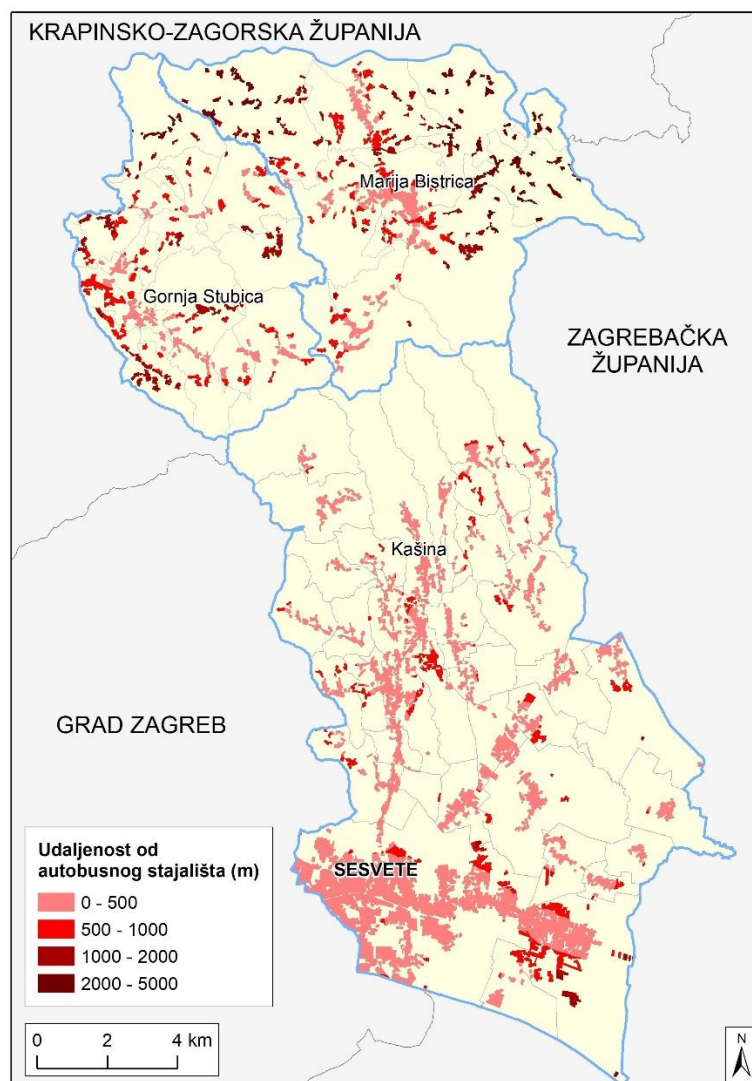 KRAPINSKO-ZAGORSKA ŽUPANIJA
Marija Bistrica
Gornja Stubica
ZAGREBAČKA
ŽUPANIJA
Kašina
GRAD ZAGREB
SESVETE
Udaljenost od
autobusnog stajališta (m)
0 - 500
500 - 1000
1000 - 2000
2000 - 5000
0 2 4 km
N